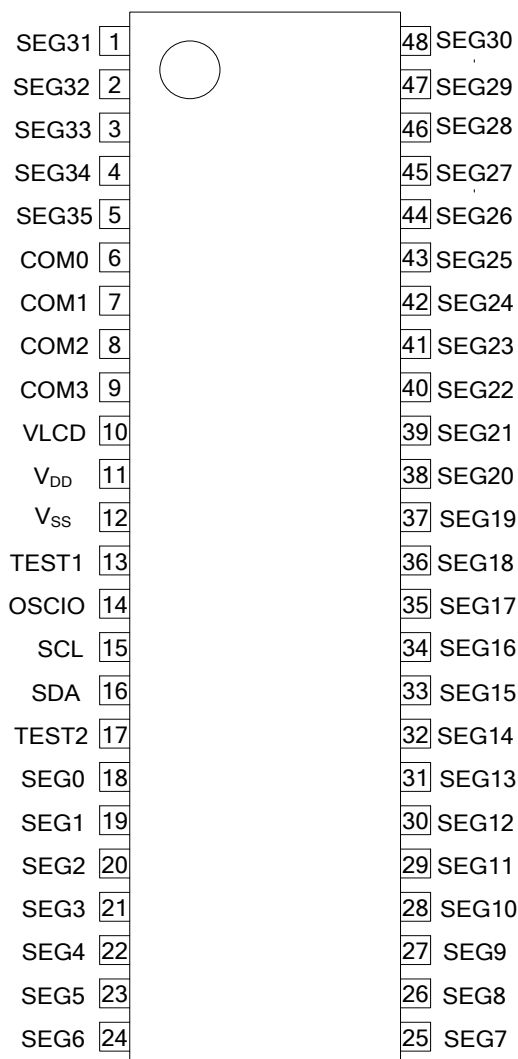 SEG31 1 48 SEG30
SEG32 2 47 SEG29
SEG33 3 46 SEG28
SEG34 4 45 SEG27
SEG35 5 44 SEG26
COM0 6 43 SEG25
COM1 7 42 SEG24
COM2 8 41 SEG23
COM3 9 40 SEG22
VLCD 10 39 SEG21
VDD 11 38 SEG20
VSS 12 37 SEG19
TEST1 13 36 SEG18
OSCIO 14 35 SEG17
SCL 15 34 SEG16
SDA 16 33 SEG15
TEST2 17 32 SEG14
SEG0 18 31 SEG13
SEG1 19 30 SEG12
SEG2 20 29 SEG11
SEG3 21 28 SEG10
SEG4 22 27 SEG9
SEG5 23 26 SEG8
SEG6 24 25 SEG7